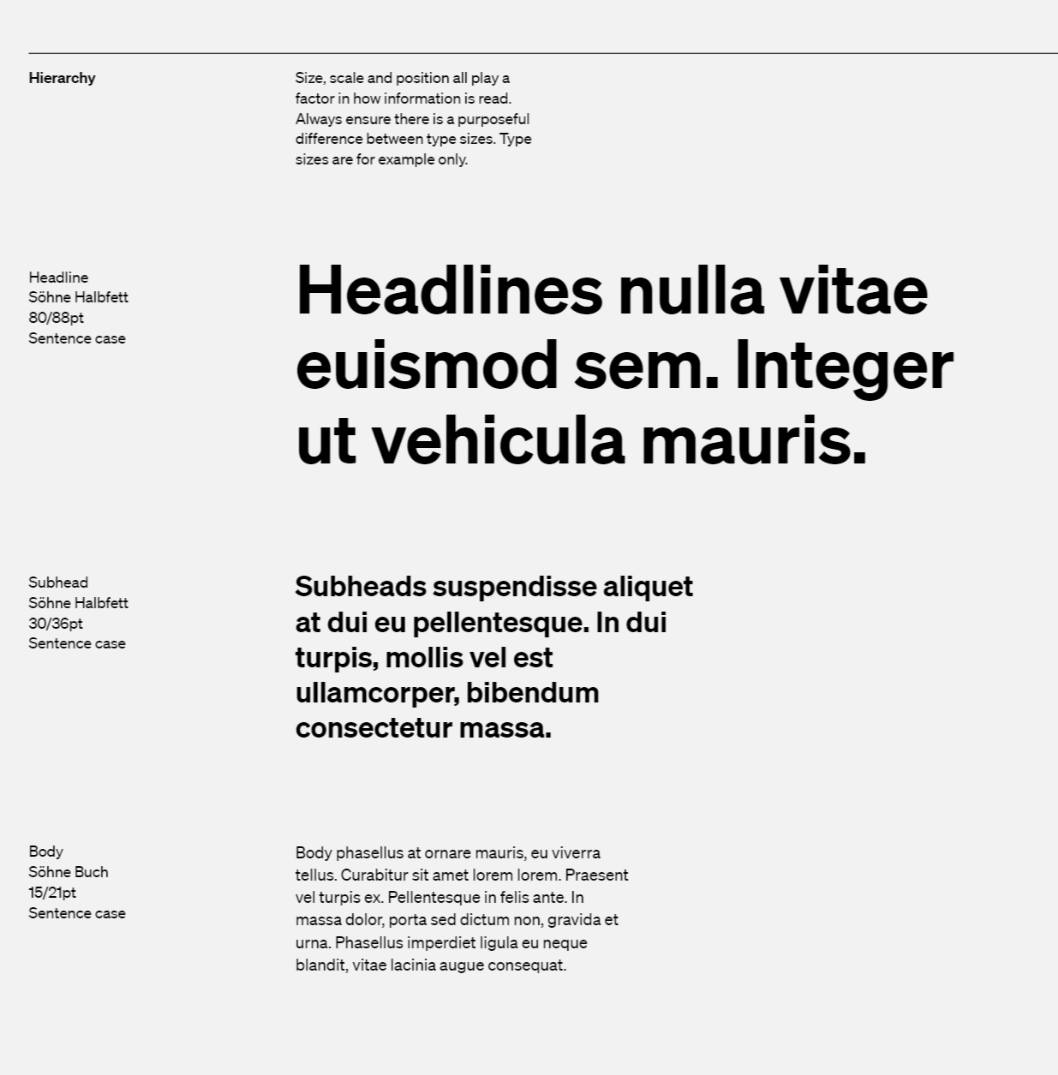 Hierarchy
Size, scale and position all play a
factor in how information is read.
Always ensure there is a purposeful
difference between type sizes. Type
sizes are for example only.
Headline
Söhne Halbfett
80/88pt
Sentence case
Headlines nulla vitae
euismod sem. Integer
ut vehicula mauris.
Subhead
Söhne Halbfett
30/36pt
Sentence case
Subheads suspendisse aliquet
at dui eu pellentesque. In dui
turpis, mollis vel est
ullamcorper, bibendum
consectetur massa.
Body
Söhne Buch
15/21pt
Sentence case
Body phasellus at ornare mauris, eu viverra
tellus. Curabitur sit amet lorem lorem. Praesent
vel turpis ex. Pellentesque in felis ante. In
massa dolor, porta sed dictum non, gravida et
urna. Phasellus imperdiet ligula eu neque
blandit, vitae lacinia augue consequat.